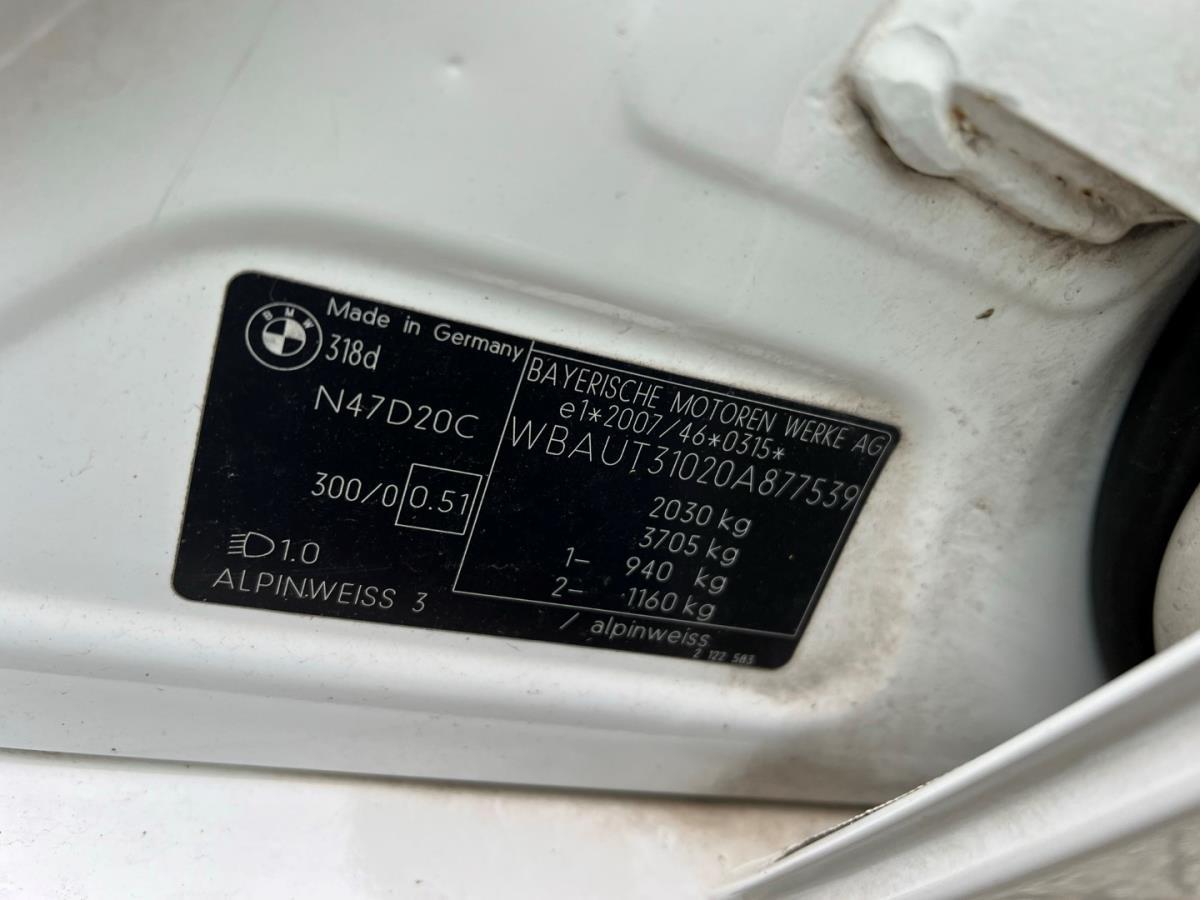 BMW
Made in Germany
318d
N47D20C
300/0 0.51
1.0
ALPINWEISS 3
BAYERISCHE MOTOREN WERKE AG
e1*2007/46*0315*
WBAUT31020A877539
2030 kg
3705 kg
1– 940 kg
2– 1160 kg
/ alpinweiss
2 122 583